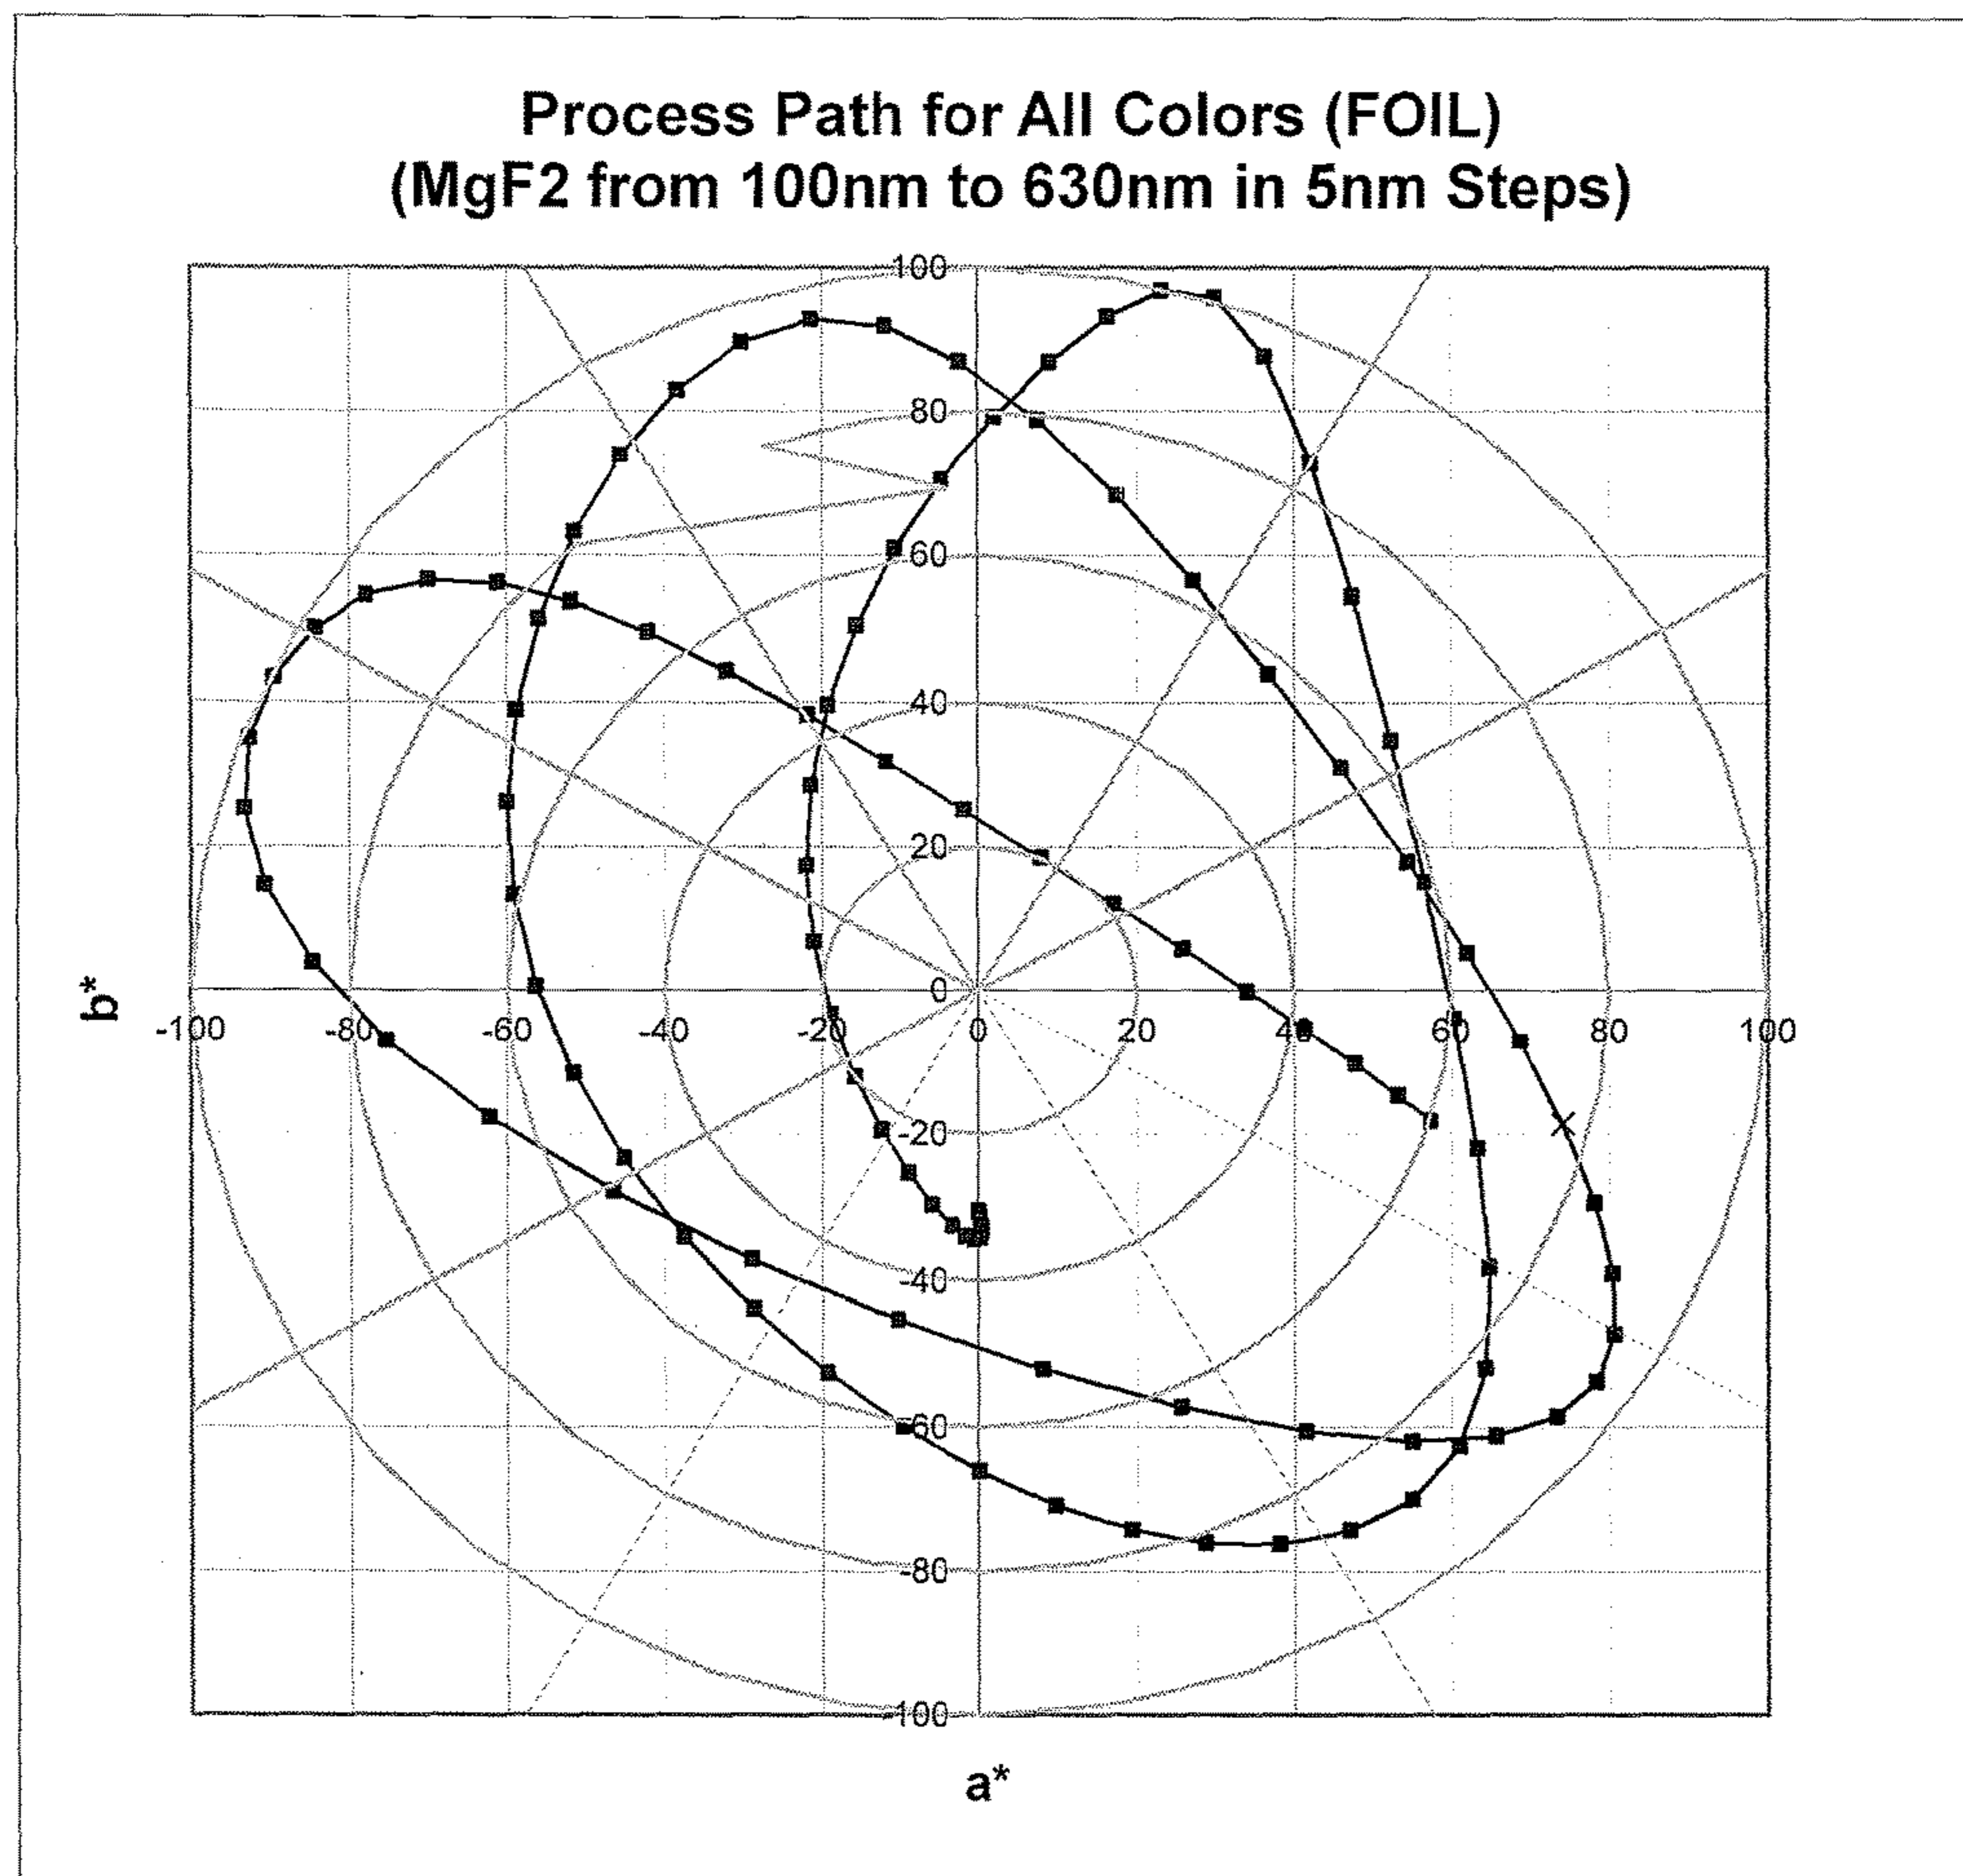 Process Path for All Colors (FOIL)
(MgF2 from 100nm to 630nm in 5nm Steps)
100
80
60
40
20
0
-100 -80 -60 -40 -20 0 20 40 60 80 100
-20
-40
-60
-80
-100
b*
a*